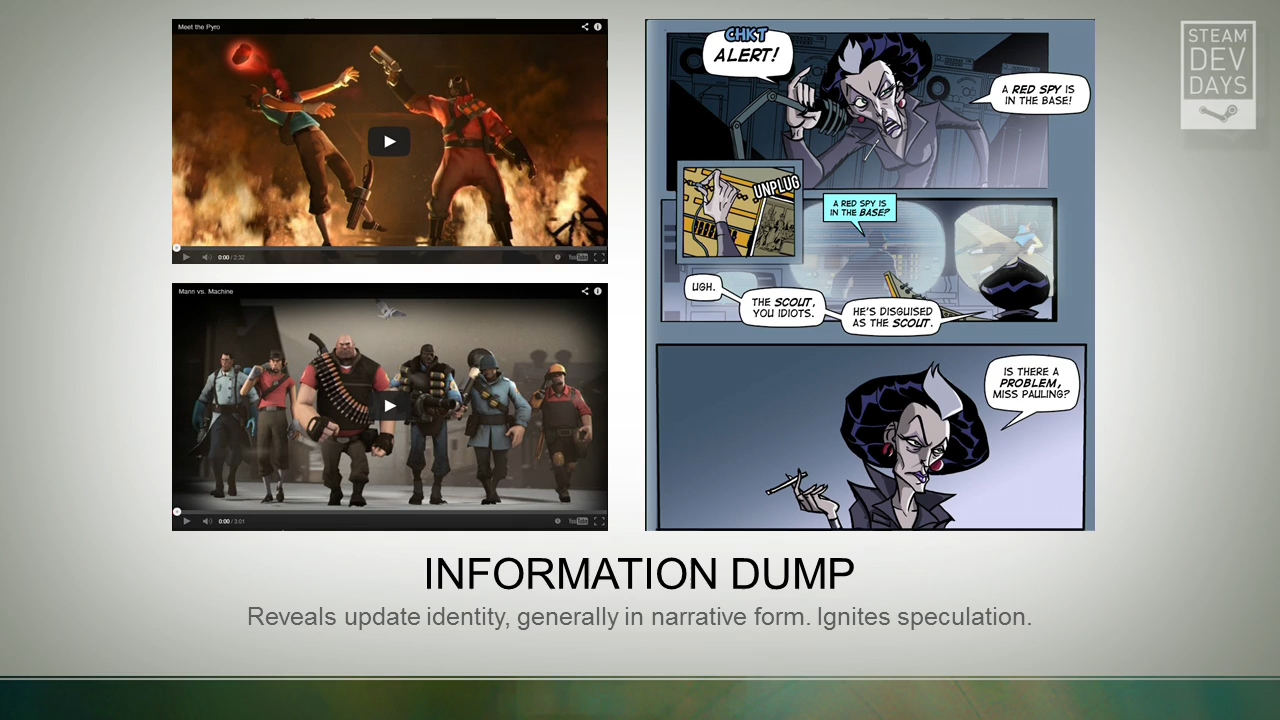 Meet the Pyro
0:00 / 2:32
YouTube
Mann vs. Machine
0:00 / 3:01
YouTube
CHKT
ALERT!
A RED SPY IS
IN THE BASE!
UNPLUG
A RED SPY IS
IN THE BASE?
UGH.
THE SCOUT,
YOU IDIOTS.
HE'S DISGUISED
AS THE SCOUT.
IS THERE A
PROBLEM,
MISS PAULING?
STEAM
DEV
DAYS
INFORMATION DUMP
Reveals update identity, generally in narrative form. Ignites speculation.